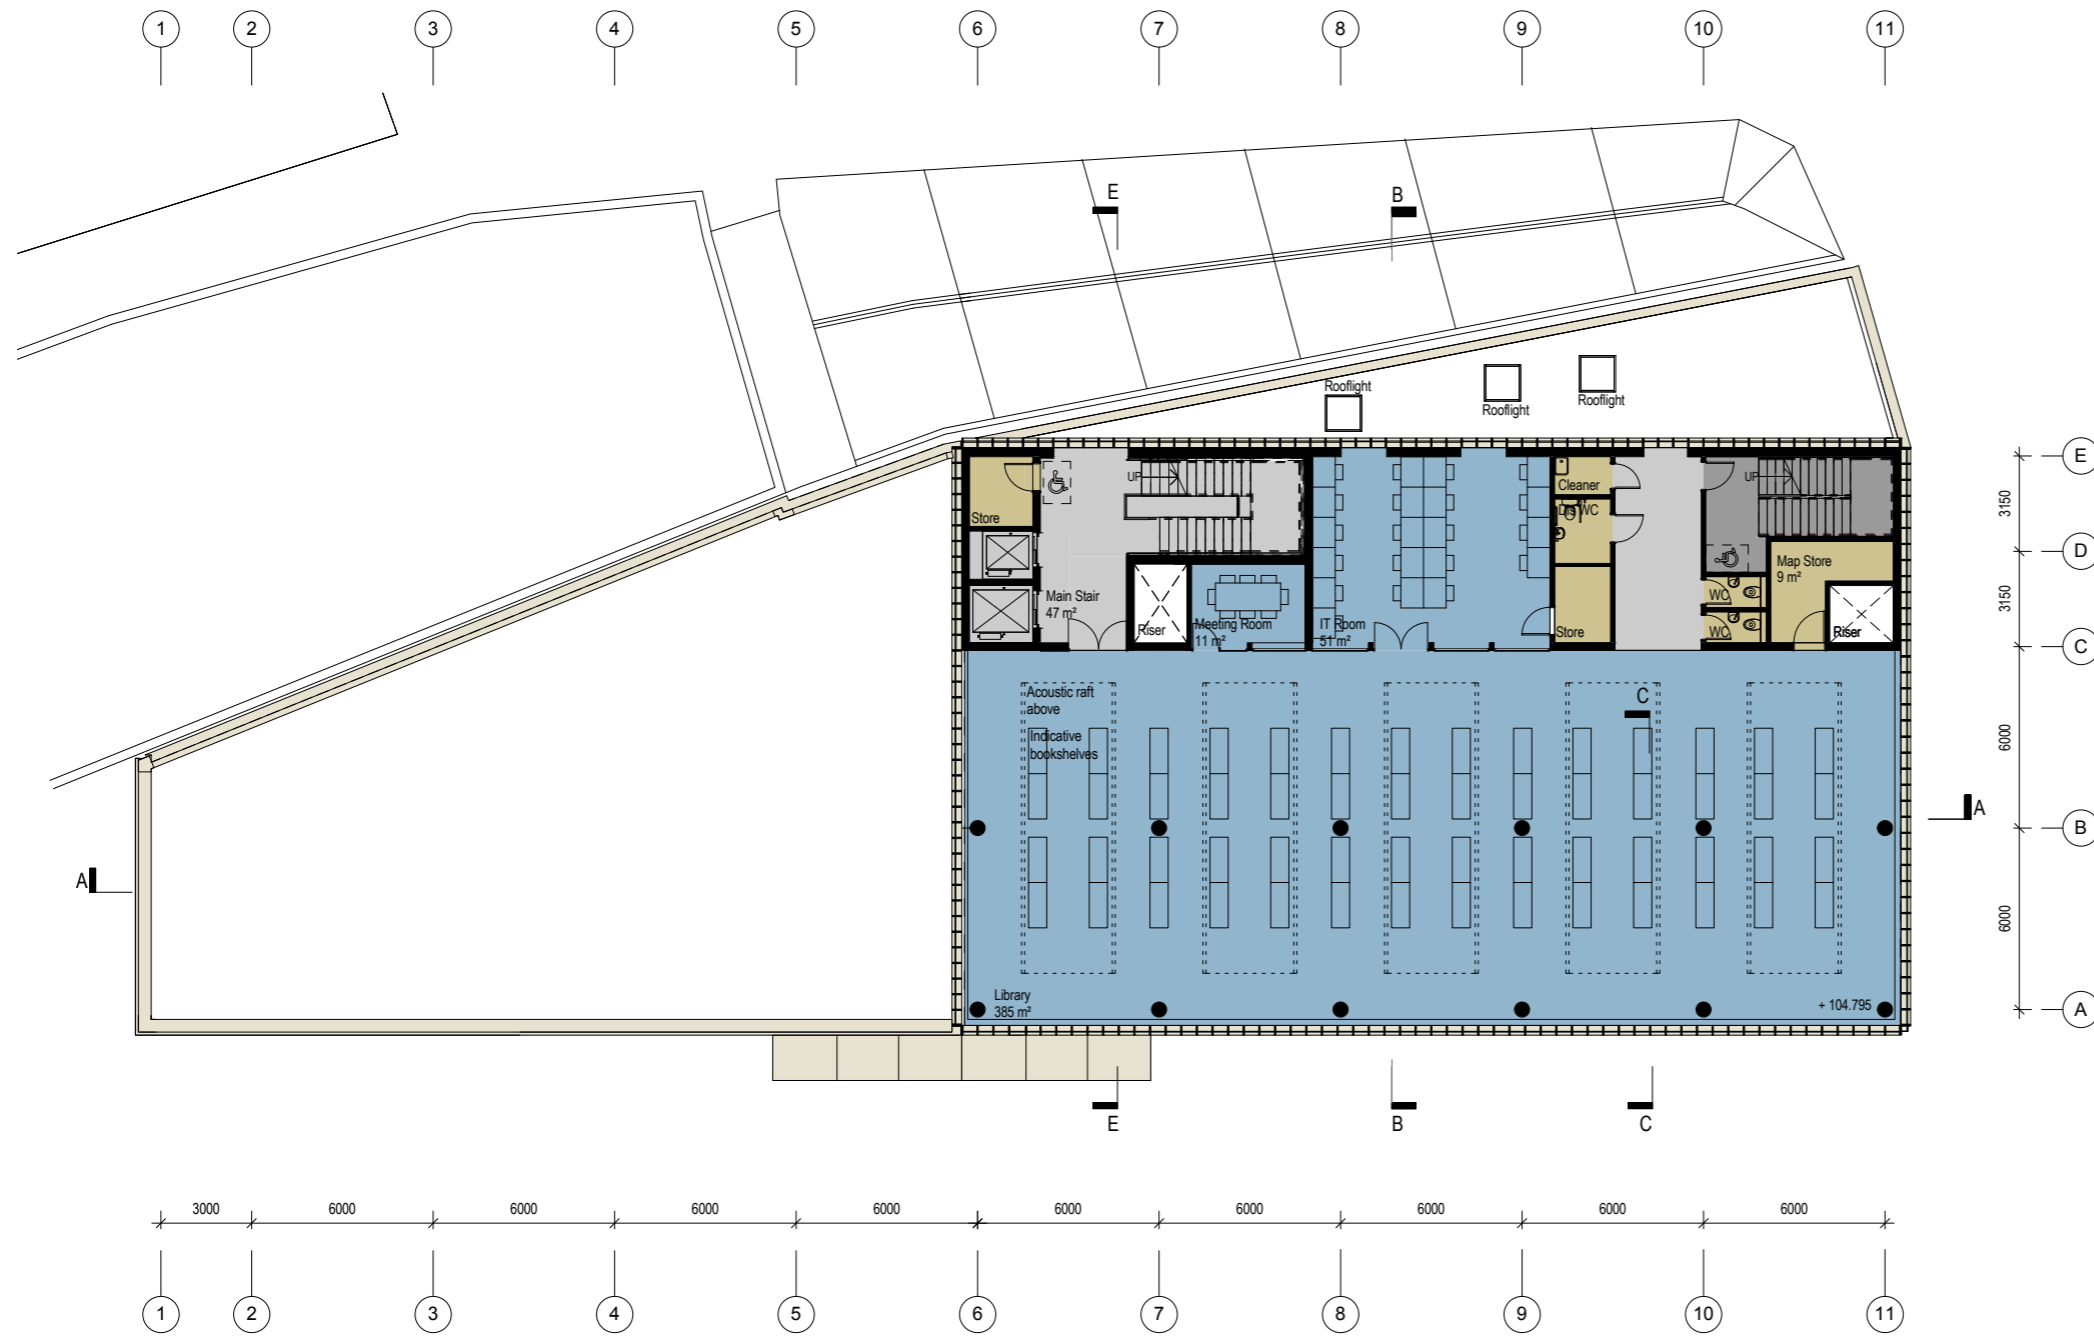 1 2 3 4 5 6 7 8 9 10 11
E B
Rooflight
Rooflight
Rooflight
E
3150
D
3150
C
6000
B
6000
A
Store
UP
Main Stair
47 m²
Riser
Meeting Room
11 m²
IT Room
51 m²
Cleaner
Dis WC
Store
UP
Map Store
9 m²
WC
WC
Riser
Acoustic raft
above
Indicative
bookshelves
C
A
A
Library
385 m²
+ 104.795
E B C
3000 6000 6000 6000 6000 6000 6000 6000 6000 6000
1 2 3 4 5 6 7 8 9 10 11